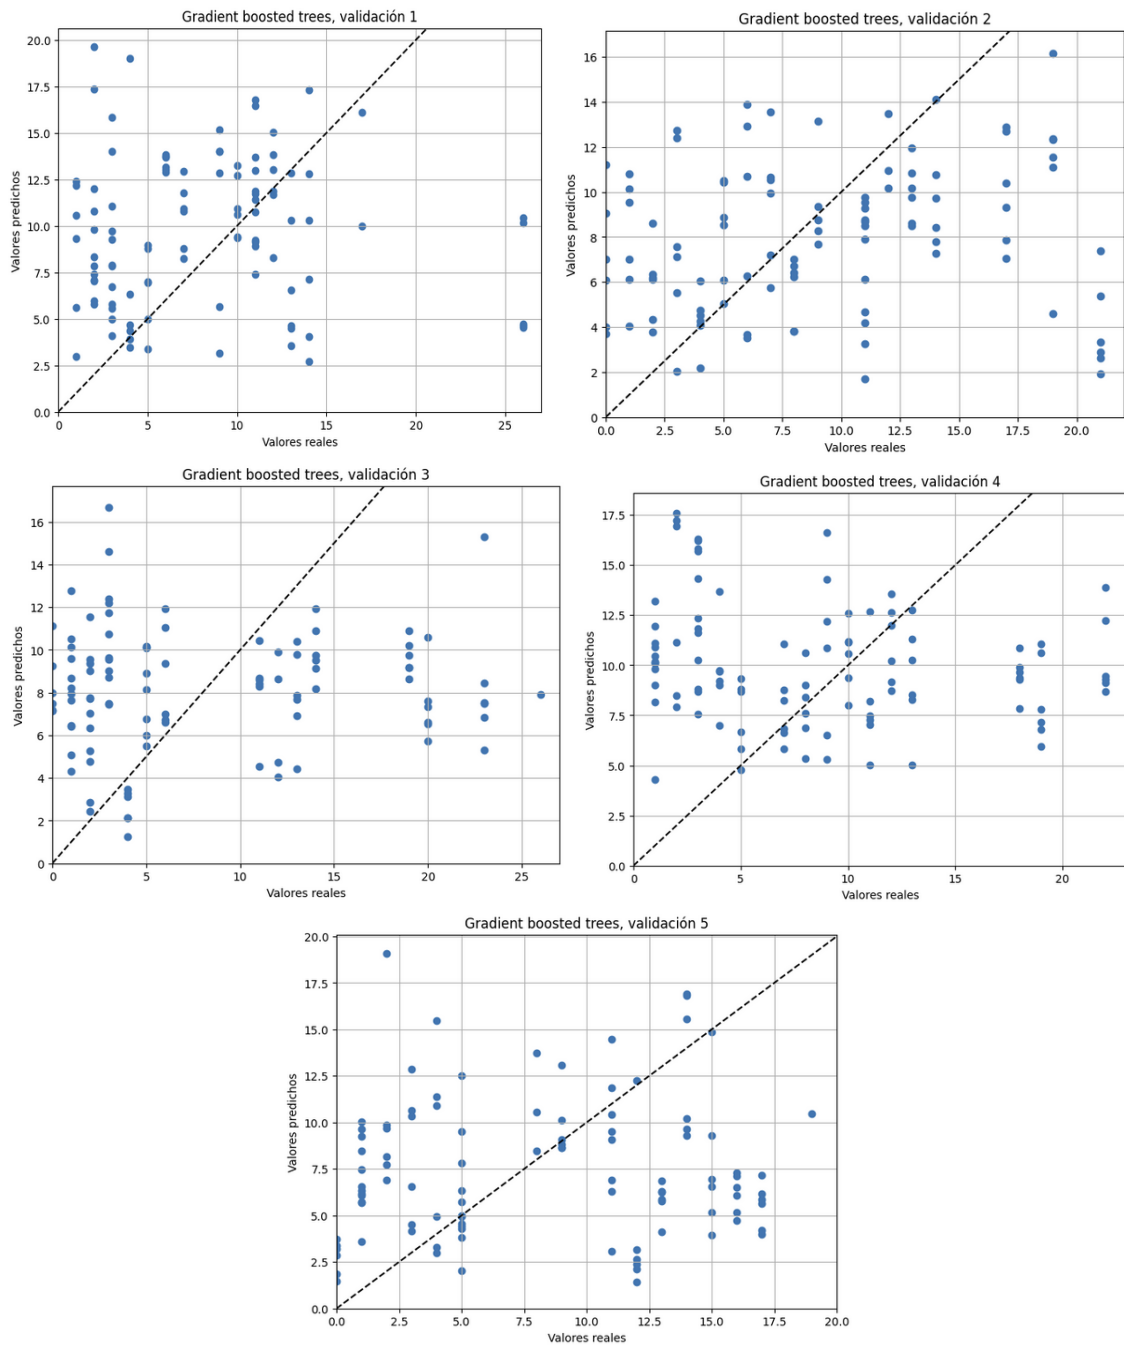 Gradient boosted trees, validación 1
20.0
17.5
15.0
12.5
10.0
7.5
5.0
2.5
0.0
Valores predichos
0 5 10 15 20 25
Valores reales
Gradient boosted trees, validación 2
16
14
12
10
8
6
4
2
0
Valores predichos
0.0 2.5 5.0 7.5 10.0 12.5 15.0 17.5 20.0
Valores reales
Gradient boosted trees, validación 3
16
14
12
10
8
6
4
2
0
Valores predichos
0 5 10 15 20 25
Valores reales
Gradient boosted trees, validación 4
17.5
15.0
12.5
10.0
7.5
5.0
2.5
0.0
Valores predichos
0 5 10 15 20
Valores reales
Gradient boosted trees, validación 5
20.0
17.5
15.0
12.5
10.0
7.5
5.0
2.5
0.0
Valores predichos
0.0 2.5 5.0 7.5 10.0 12.5 15.0 17.5 20.0
Valores reales